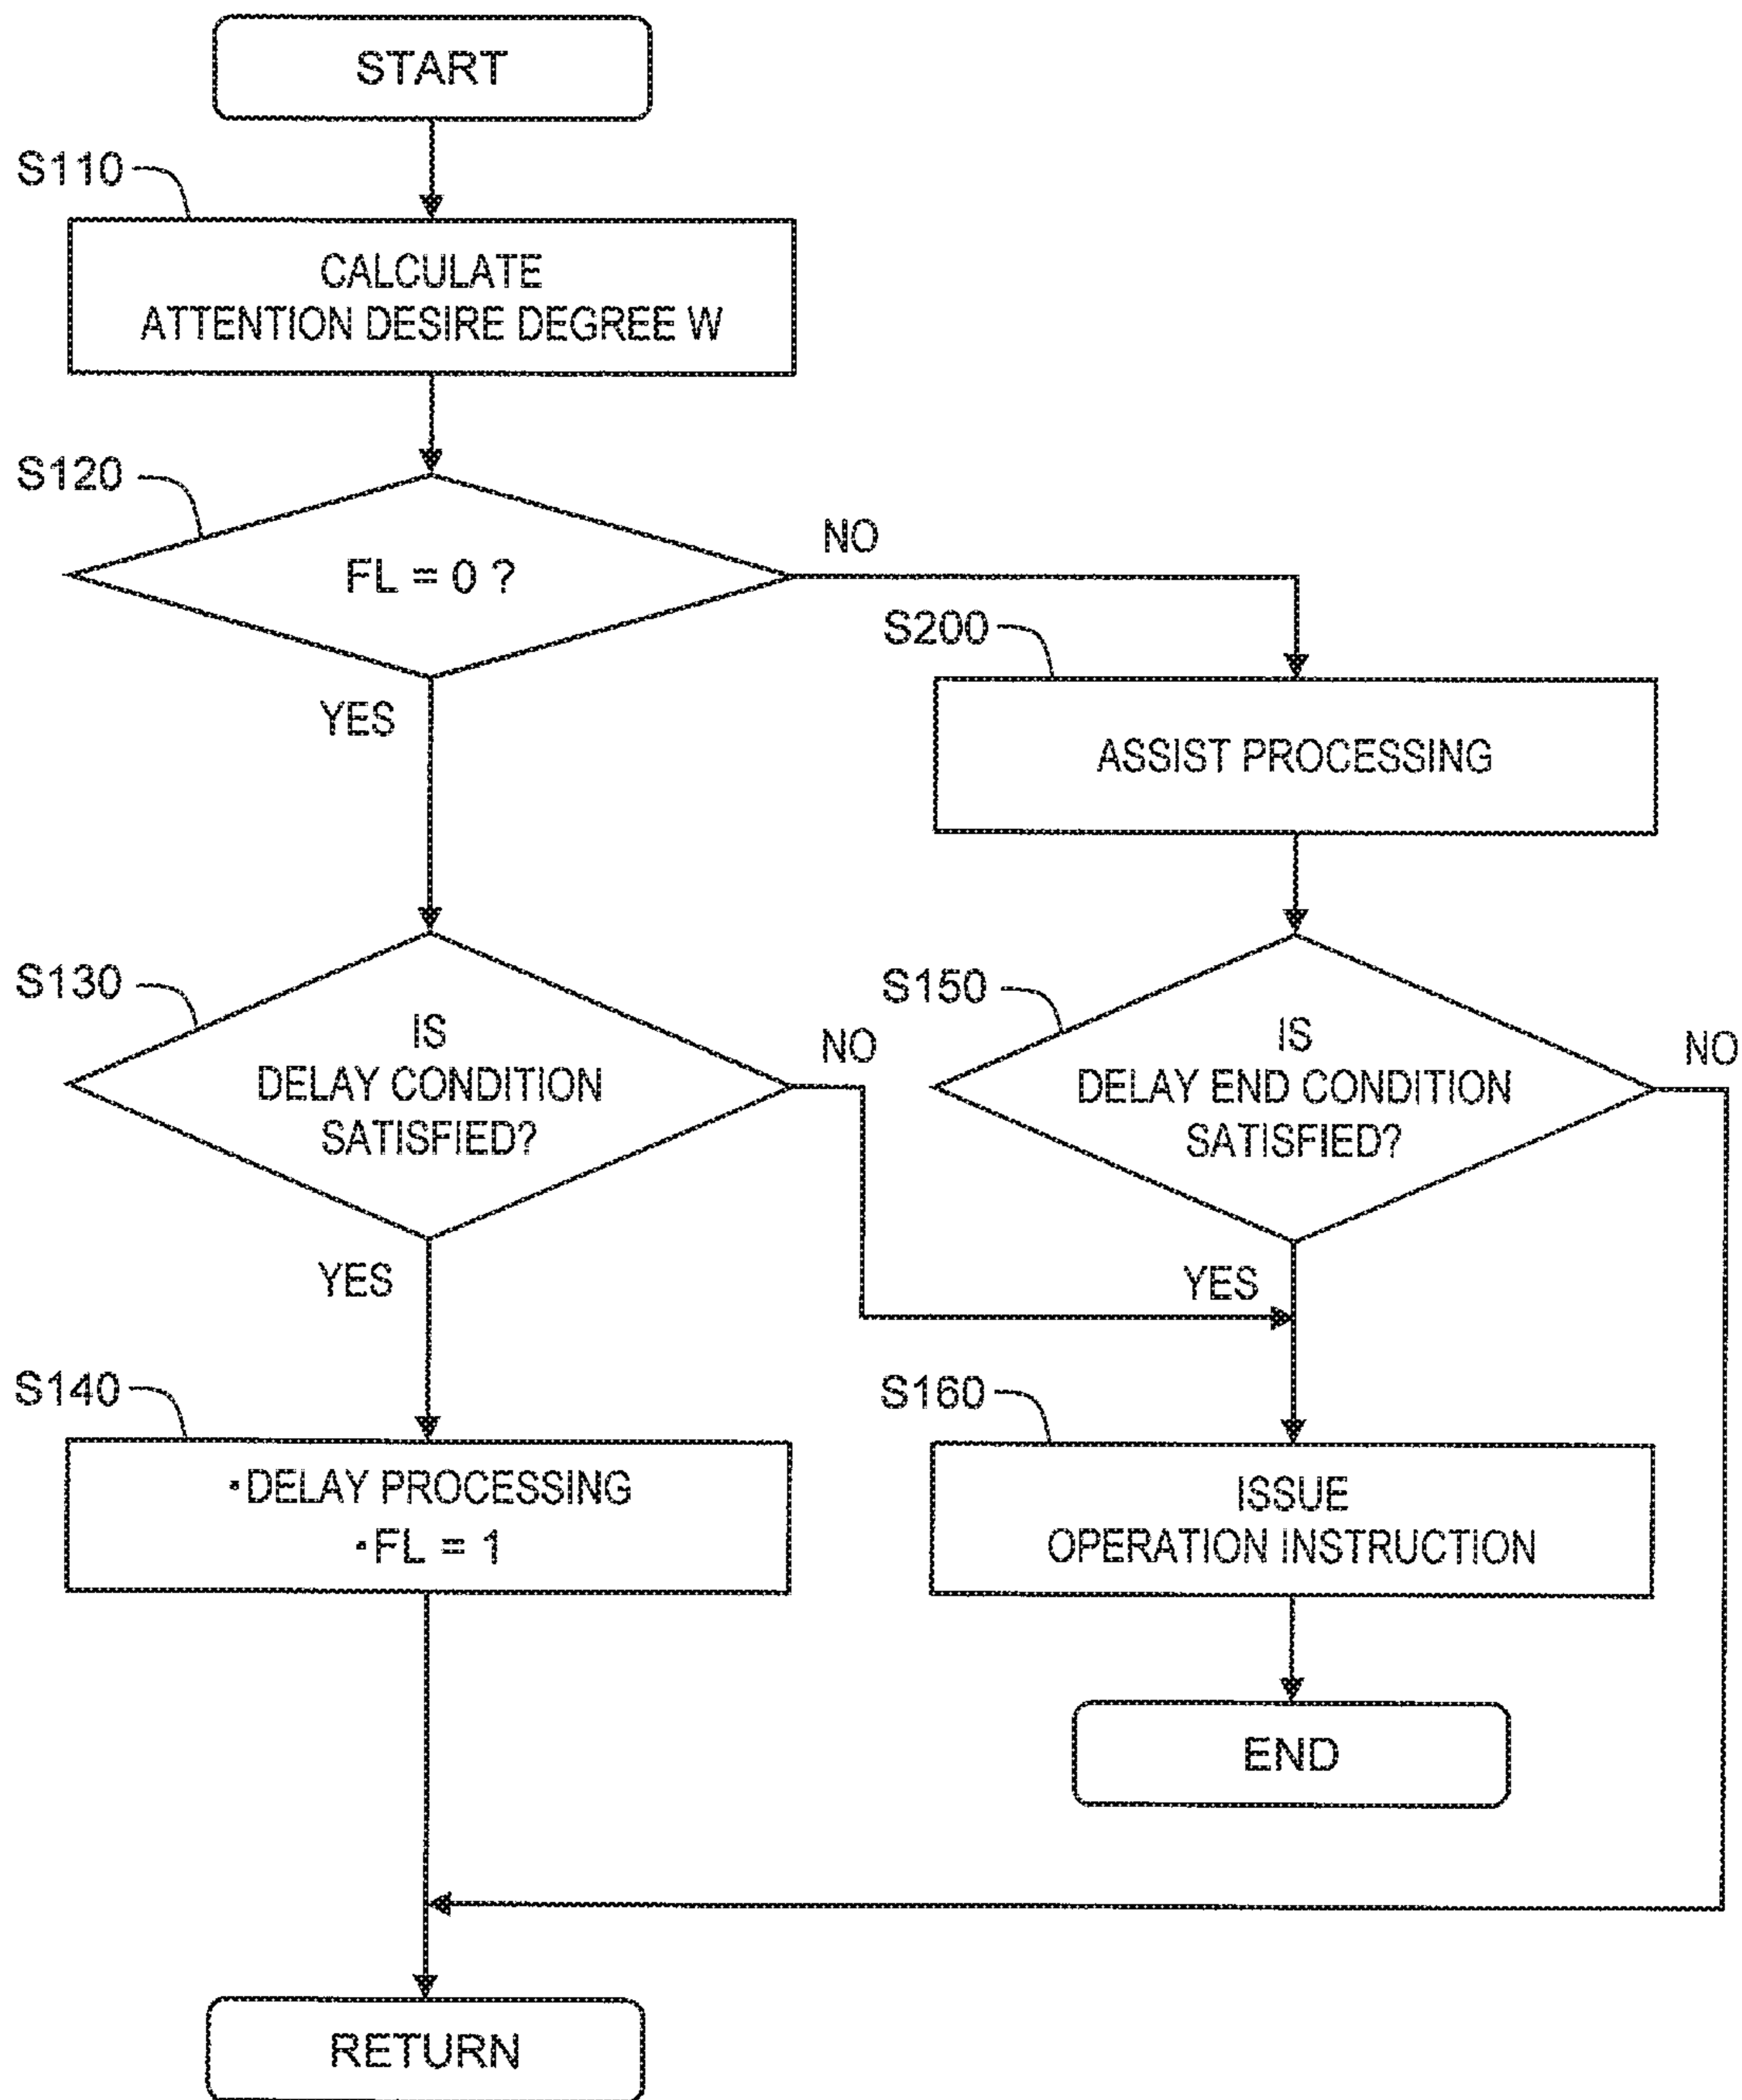 START
S110
CALCULATE
ATTENTION DESIRE DEGREE W
S120
FL = 0 ?
NO
YES
S200
ASSIST PROCESSING
S130
IS
DELAY CONDITION
SATISFIED?
NO
YES
S150
IS
DELAY END CONDITION
SATISFIED?
NO
YES
S140
・DELAY PROCESSING
・FL = 1
S160
ISSUE
OPERATION INSTRUCTION
END
RETURN